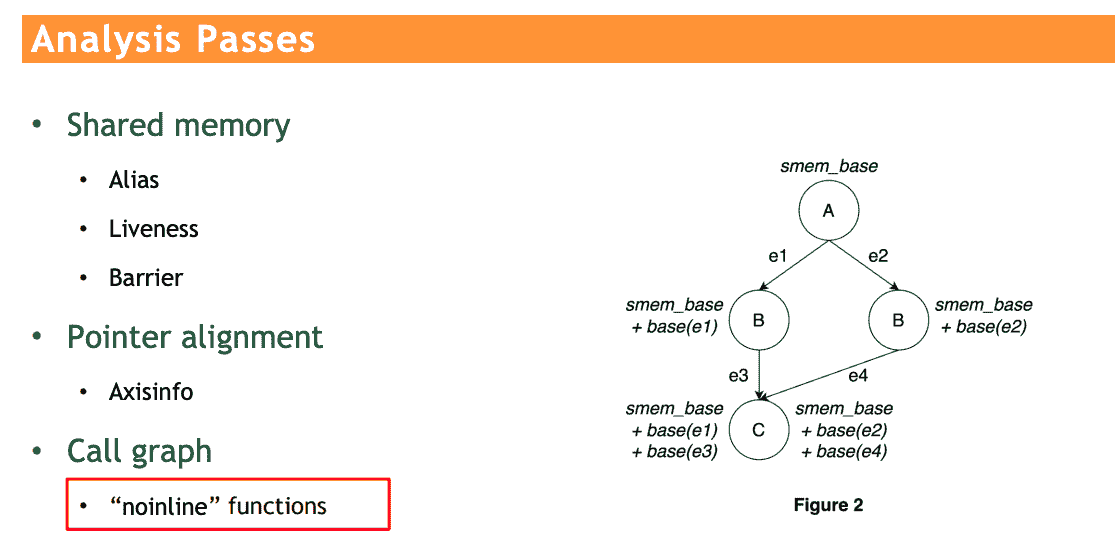 Analysis Passes
• Shared memory
• Alias
• Liveness
• Barrier
• Pointer alignment
• Axisinfo
• Call graph
• “noinline” functions
smem_base
A
e1
e2
smem_base
+ base(e1)
B
B
smem_base
+ base(e2)
e3
e4
smem_base
+ base(e1)
+ base(e3)
C
smem_base
+ base(e2)
+ base(e4)
Figure 2